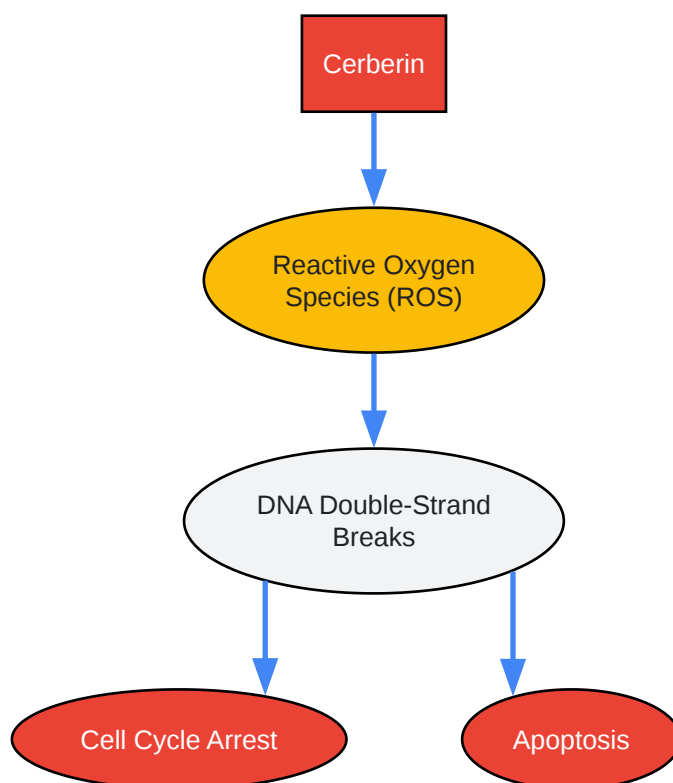 Cerberin
Reactive Oxygen
Species (ROS)
DNA Double-Strand
Breaks
Cell Cycle Arrest
Apoptosis